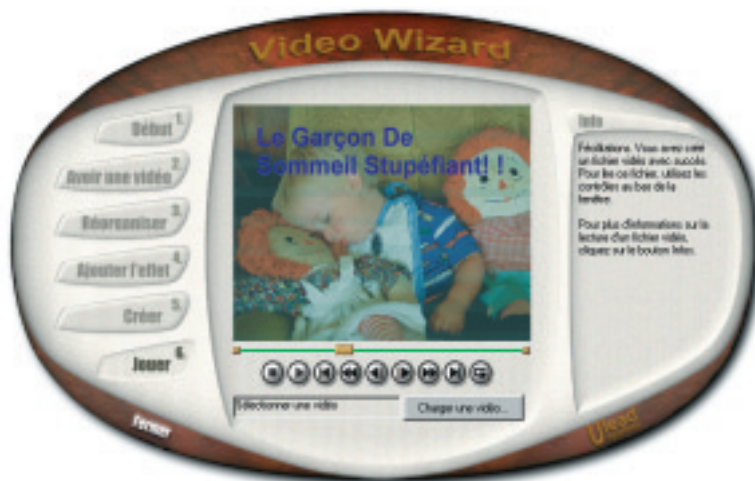 Video Wizard
Début 1.
Avoir une vidéo 2.
Réorganiser 3.
Ajouter l'effet 4.
Créer 5.
Jouer 6.
Fermer
Le Garçon De
Sommeil Stupéfiant! !
Sélectionner une vidéo
Charger une vidéo...
Info
Félicitations. Vous avez créé
un fichier vidéo avec succès.
Pour lire ce fichier, utilisez les
contrôles au bas de la
fenêtre.
Pour plus d'informations sur la
lecture d'un fichier vidéo,
cliquez sur le bouton Infos.
Ulead